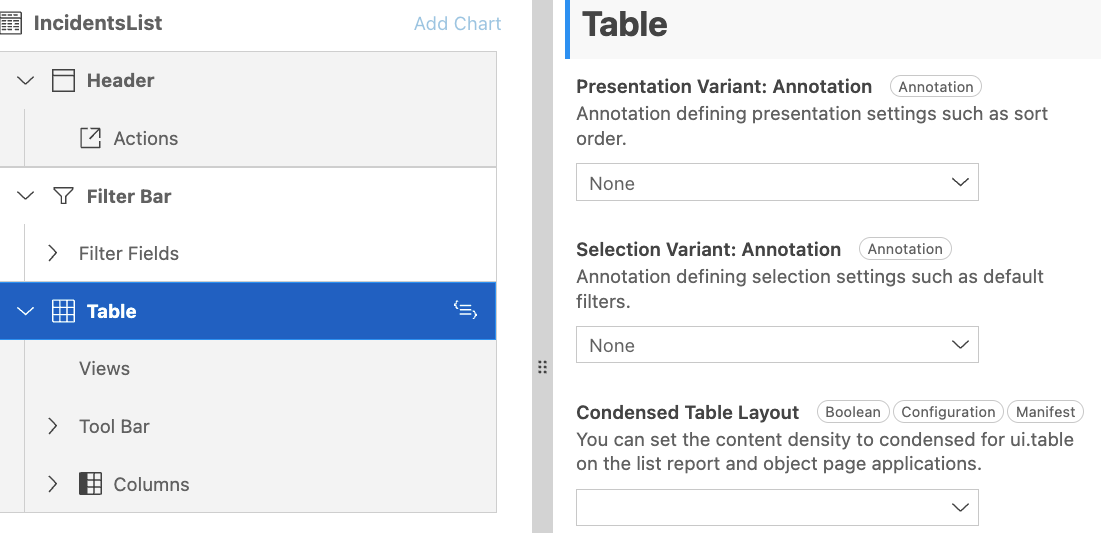 IncidentsList
Add Chart
Header
Actions
Filter Bar
Filter Fields
Table
Views
Tool Bar
Columns
Table
Presentation Variant: Annotation Annotation
Annotation defining presentation settings such as sort
order.
None
Selection Variant: Annotation Annotation
Annotation defining selection settings such as default
filters.
None
Condensed Table Layout Boolean Configuration Manifest
You can set the content density to condensed for ui.table
on the list report and object page applications.